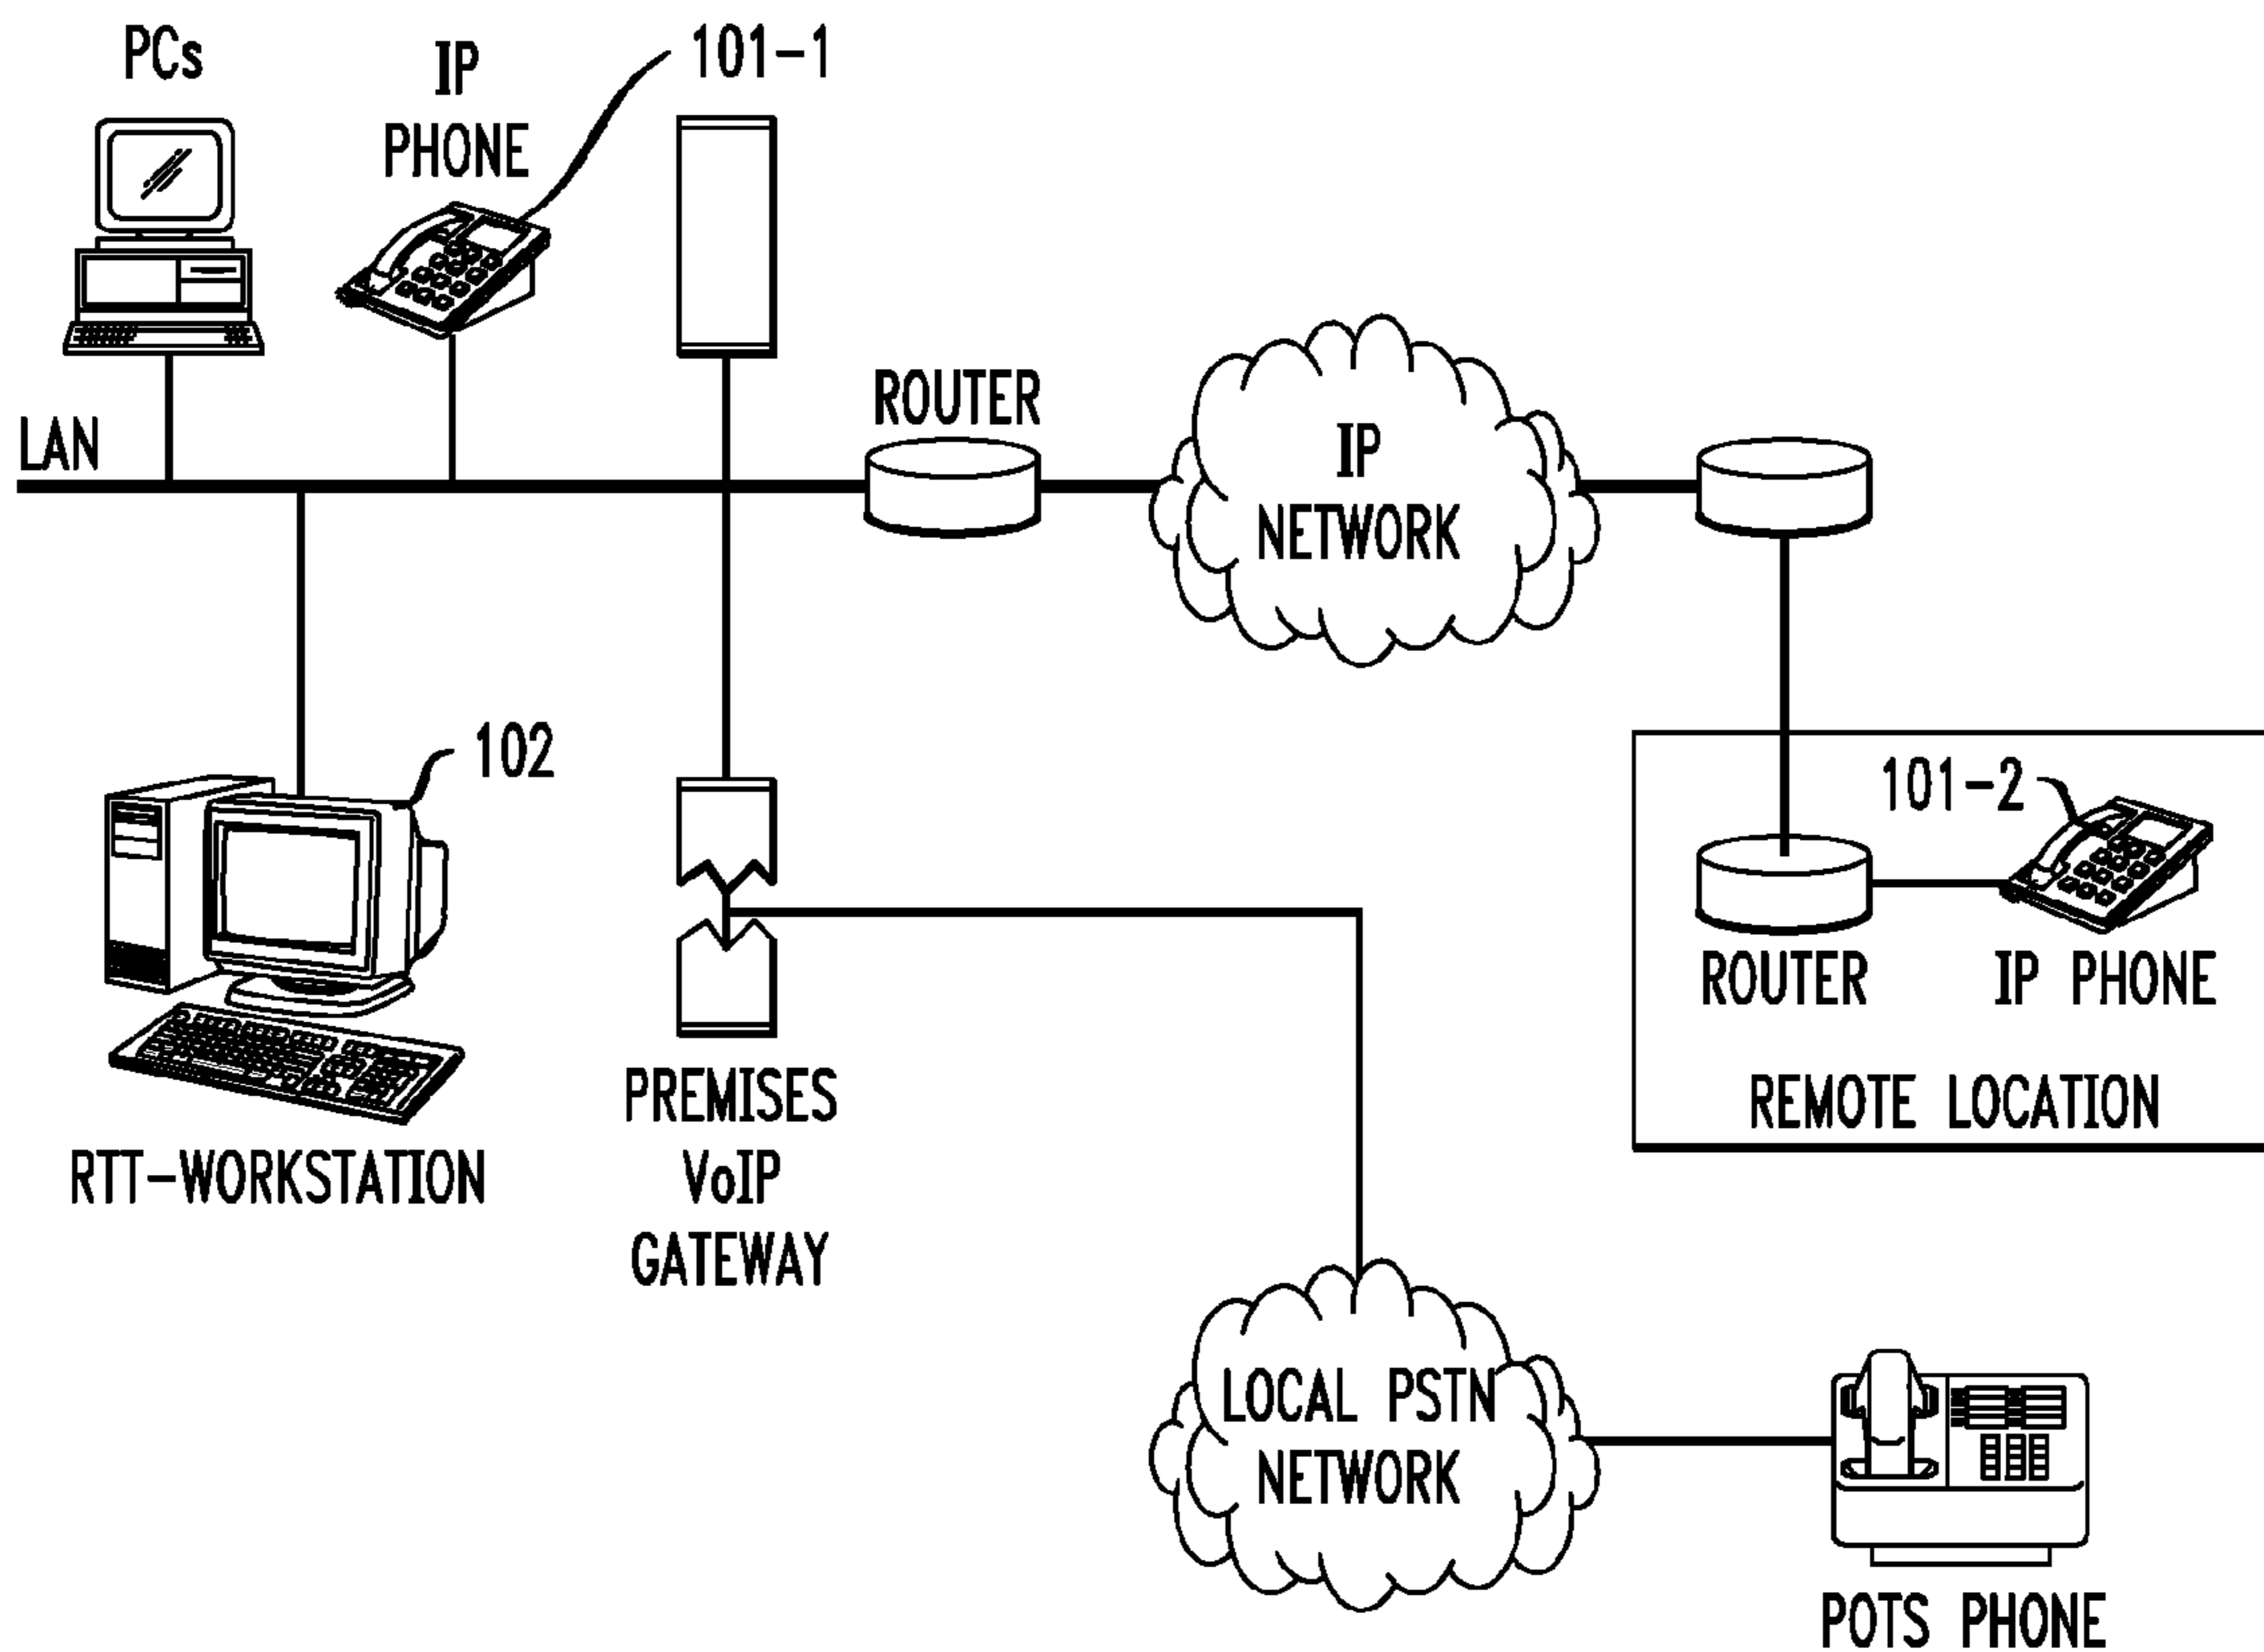 PCs
IP
PHONE
101-1
LAN
ROUTER
IP
NETWORK
102
RTT-WORKSTATION
PREMISES
VoIP
GATEWAY
101-2
ROUTER
IP PHONE
REMOTE LOCATION
LOCAL PSTN
NETWORK
POTS PHONE